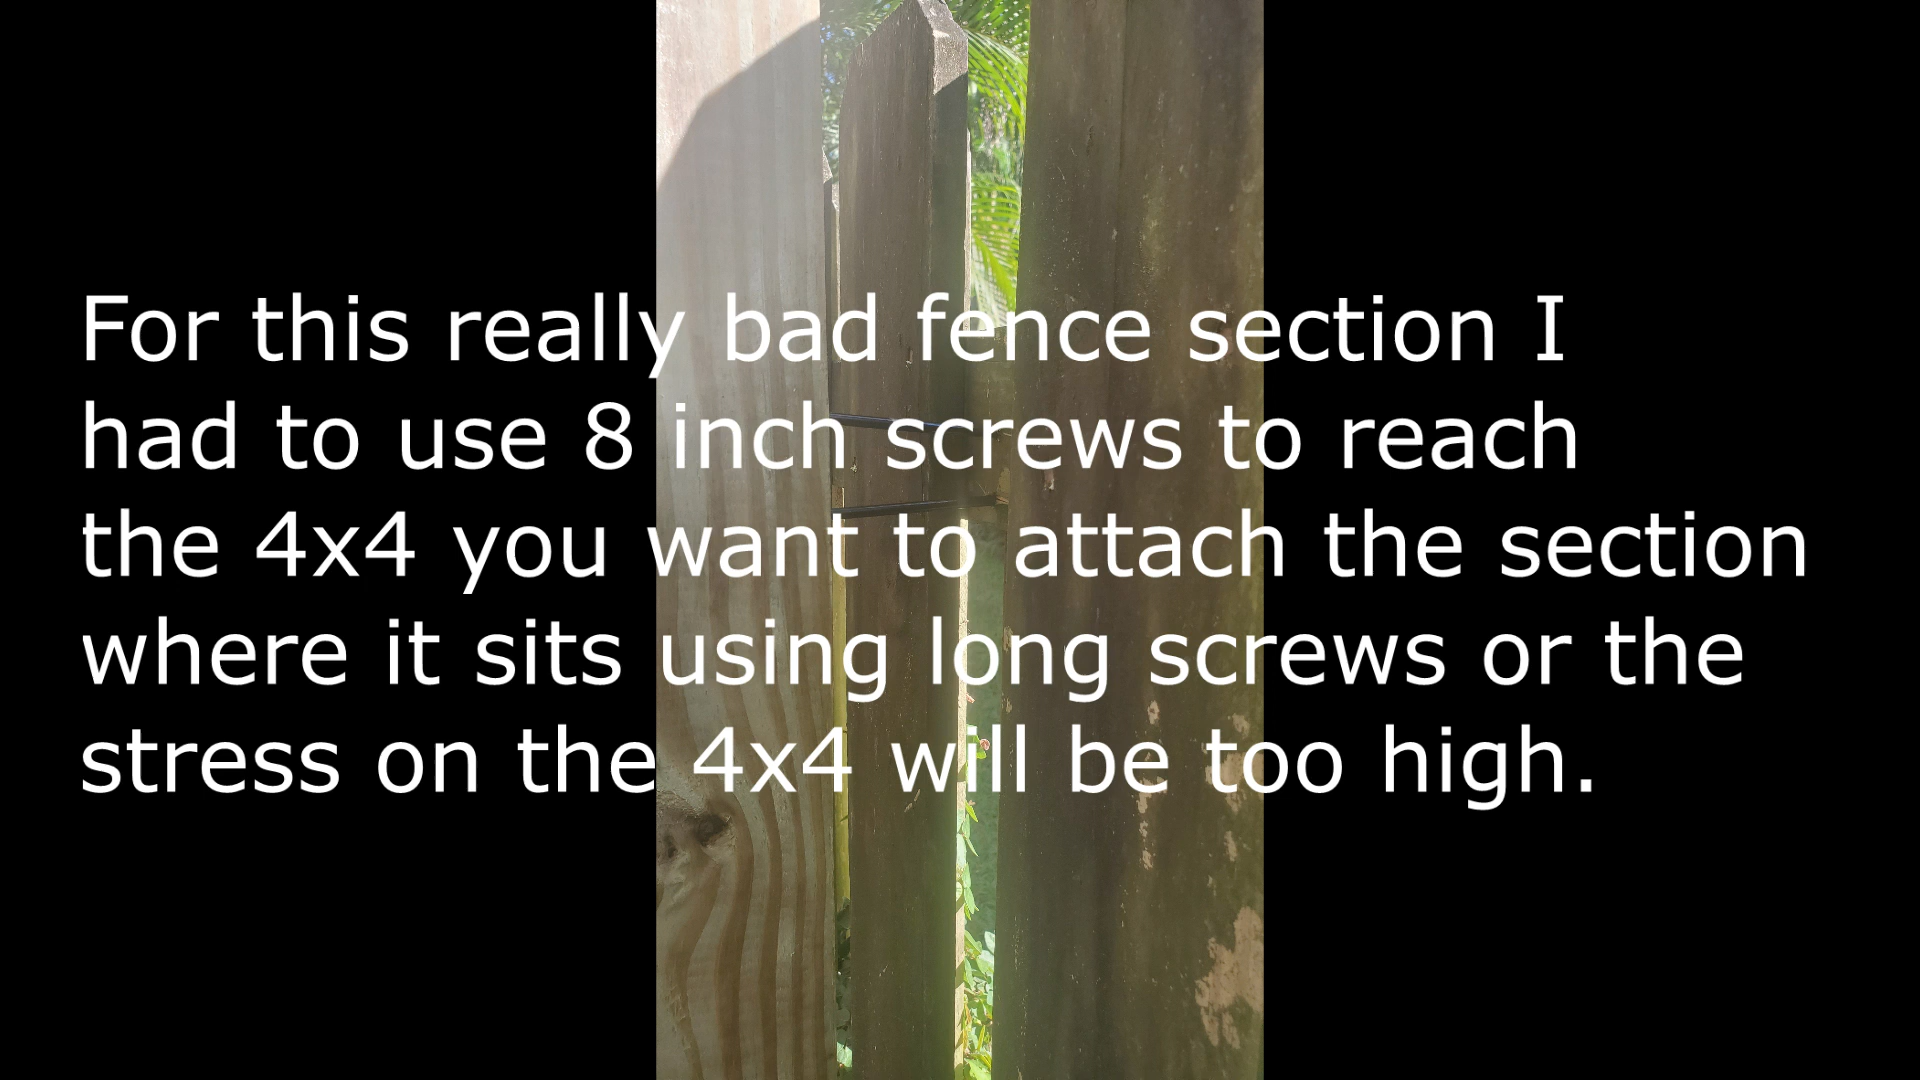 For this really bad fence section I
had to use 8 inch screws to reach
the 4x4 you want to attach the section
where it sits using long screws or the
stress on the 4x4 will be too high.